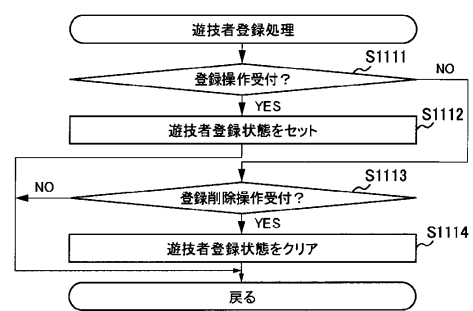 遊技者登録処理
S1111
登録操作受付？
NO
YES
S1112
遊技者登録状態をセット
S1113
NO
登録削除操作受付？
YES
S1114
遊技者登録状態をクリア
戻る